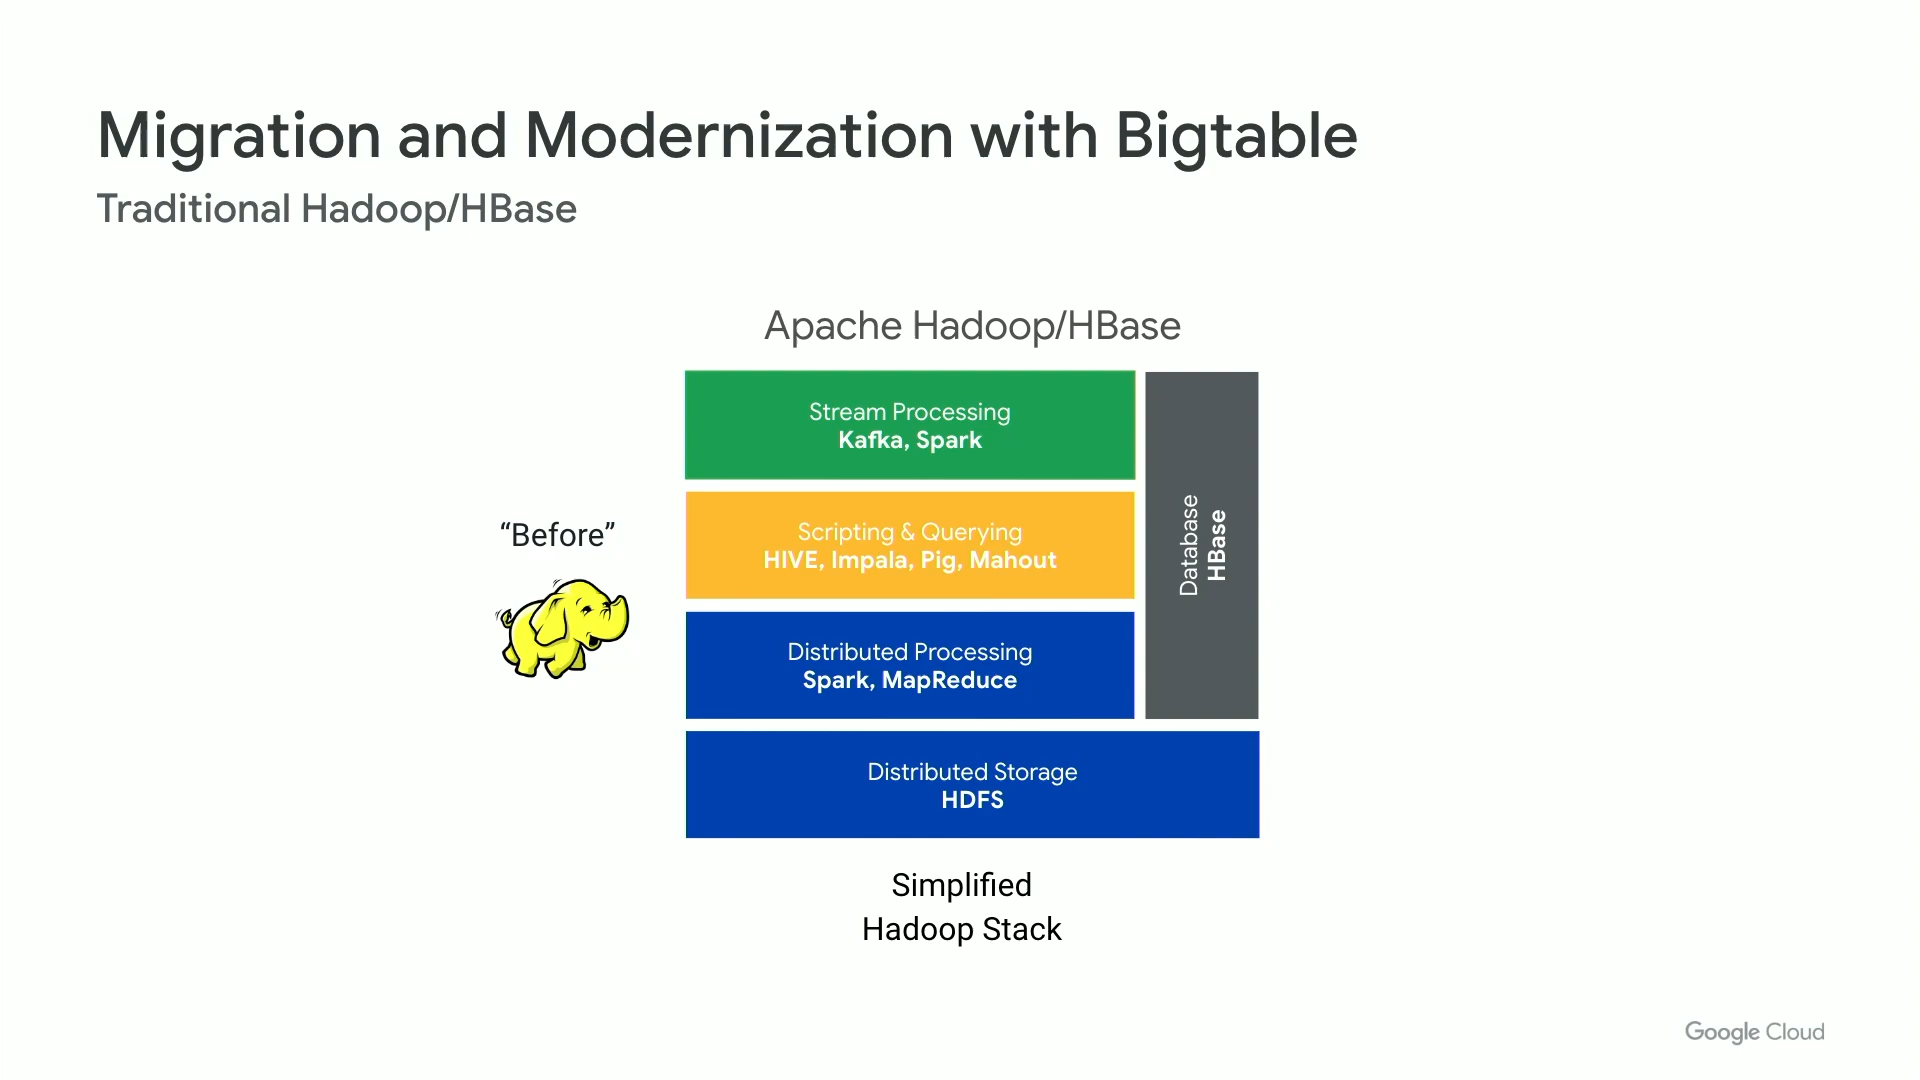 Migration and Modernization with Bigtable
Traditional Hadoop/HBase
Apache Hadoop/HBase
Stream Processing
Kafka, Spark
Scripting & Querying
HIVE, Impala, Pig, Mahout
Distributed Processing
Spark, MapReduce
Database
HBase
Distributed Storage
HDFS
“Before”
Simplified
Hadoop Stack
Google Cloud